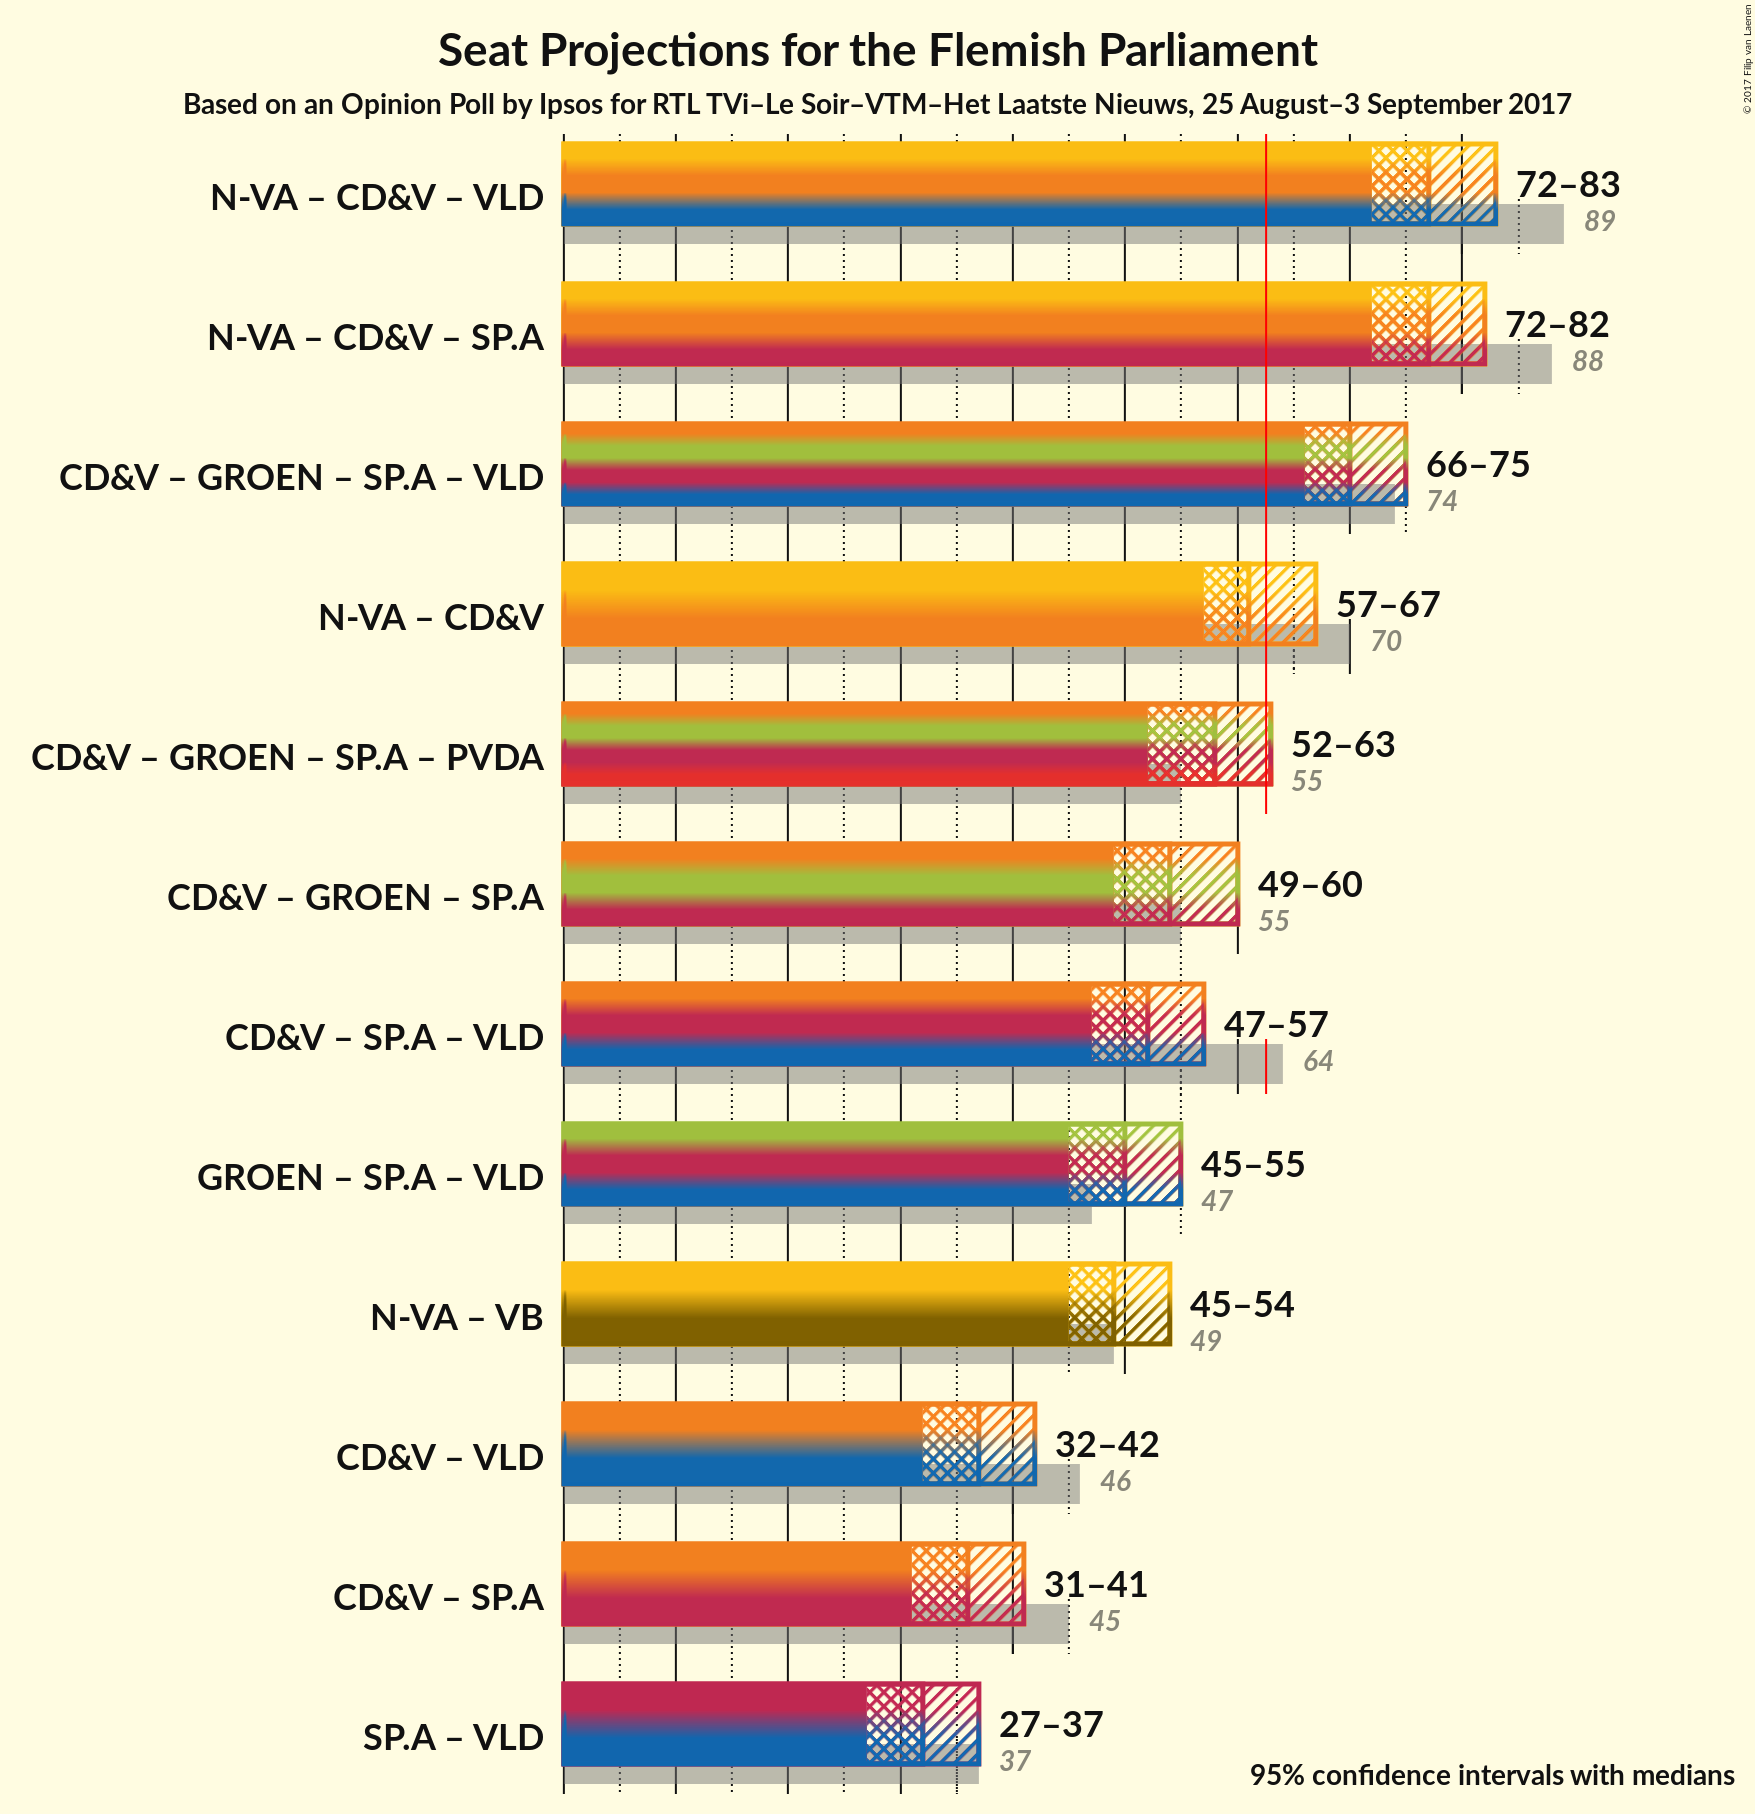 Seat Projections for the Flemish Parliament
Based on an Opinion Poll by Ipsos for RTL TVi–Le Soir–VTM–Het Laatste Nieuws, 25 August–3 September 2017
© 2017 Filip van Laenen
N-VA – CD&V – VLD
72–83
89
N-VA – CD&V – SP.A
72–82
88
CD&V – GROEN – SP.A – VLD
66–75
74
N-VA – CD&V
57–67
70
CD&V – GROEN – SP.A – PVDA
52–63
55
CD&V – GROEN – SP.A
49–60
55
CD&V – SP.A – VLD
47–57
64
GROEN – SP.A – VLD
45–55
47
N-VA – VB
45–54
49
CD&V – VLD
32–42
46
CD&V – SP.A
31–41
45
SP.A – VLD
27–37
37
95% confidence intervals with medians